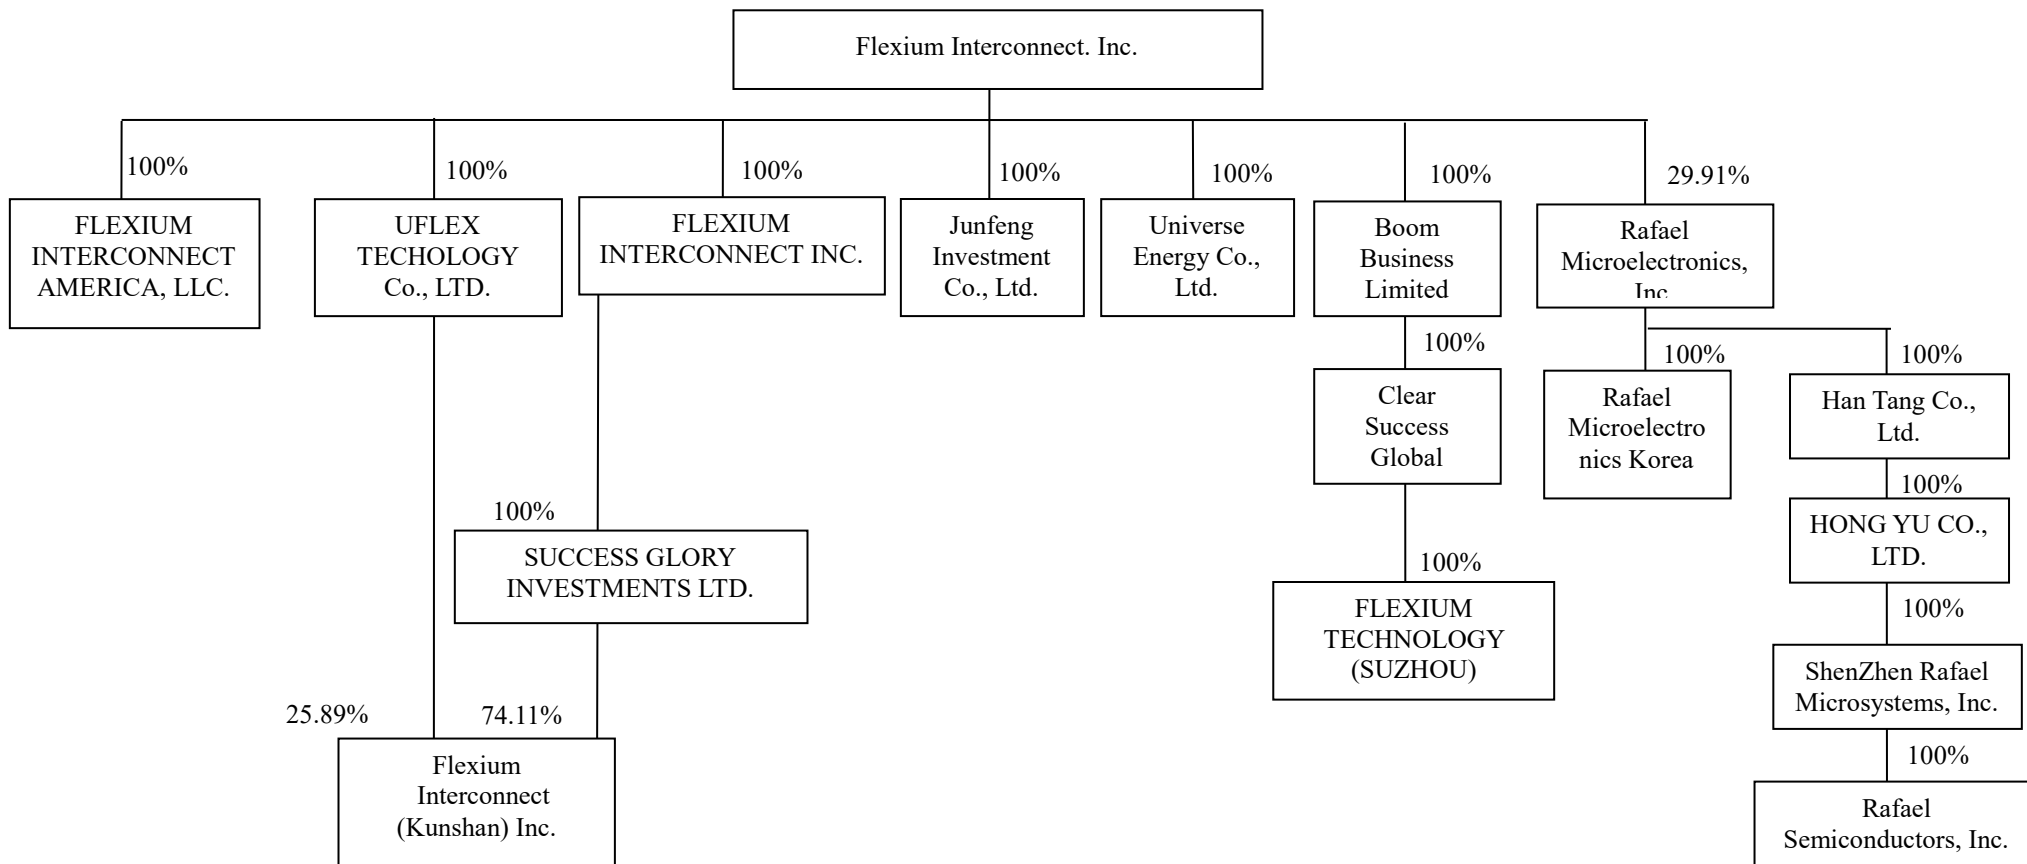 Flexium Interconnect. Inc.
100%
100%
100%
100%
100%
100%
29.91%
FLEXIUM
INTERCONNECT
AMERICA, LLC.
UFLEX
TECHOLOGY
Co., LTD.
FLEXIUM
INTERCONNECT INC.
Junfeng
Investment
Co., Ltd.
Universe
Energy Co.,
Ltd.
Boom
Business
Limited
Rafael
Microelectronics,
Inc
100%
100%
100%
Clear
Success
Global
Rafael
Microelectro
nics Korea
Han Tang Co.,
Ltd.
100%
100%
SUCCESS GLORY
INVESTMENTS LTD.
HONG YU CO.,
LTD.
100%
FLEXIUM
TECHNOLOGY
(SUZHOU)
100%
ShenZhen Rafael
Microsystems, Inc.
25.89%
74.11%
Flexium
Interconnect
(Kunshan) Inc.
100%
Rafael
Semiconductors, Inc.